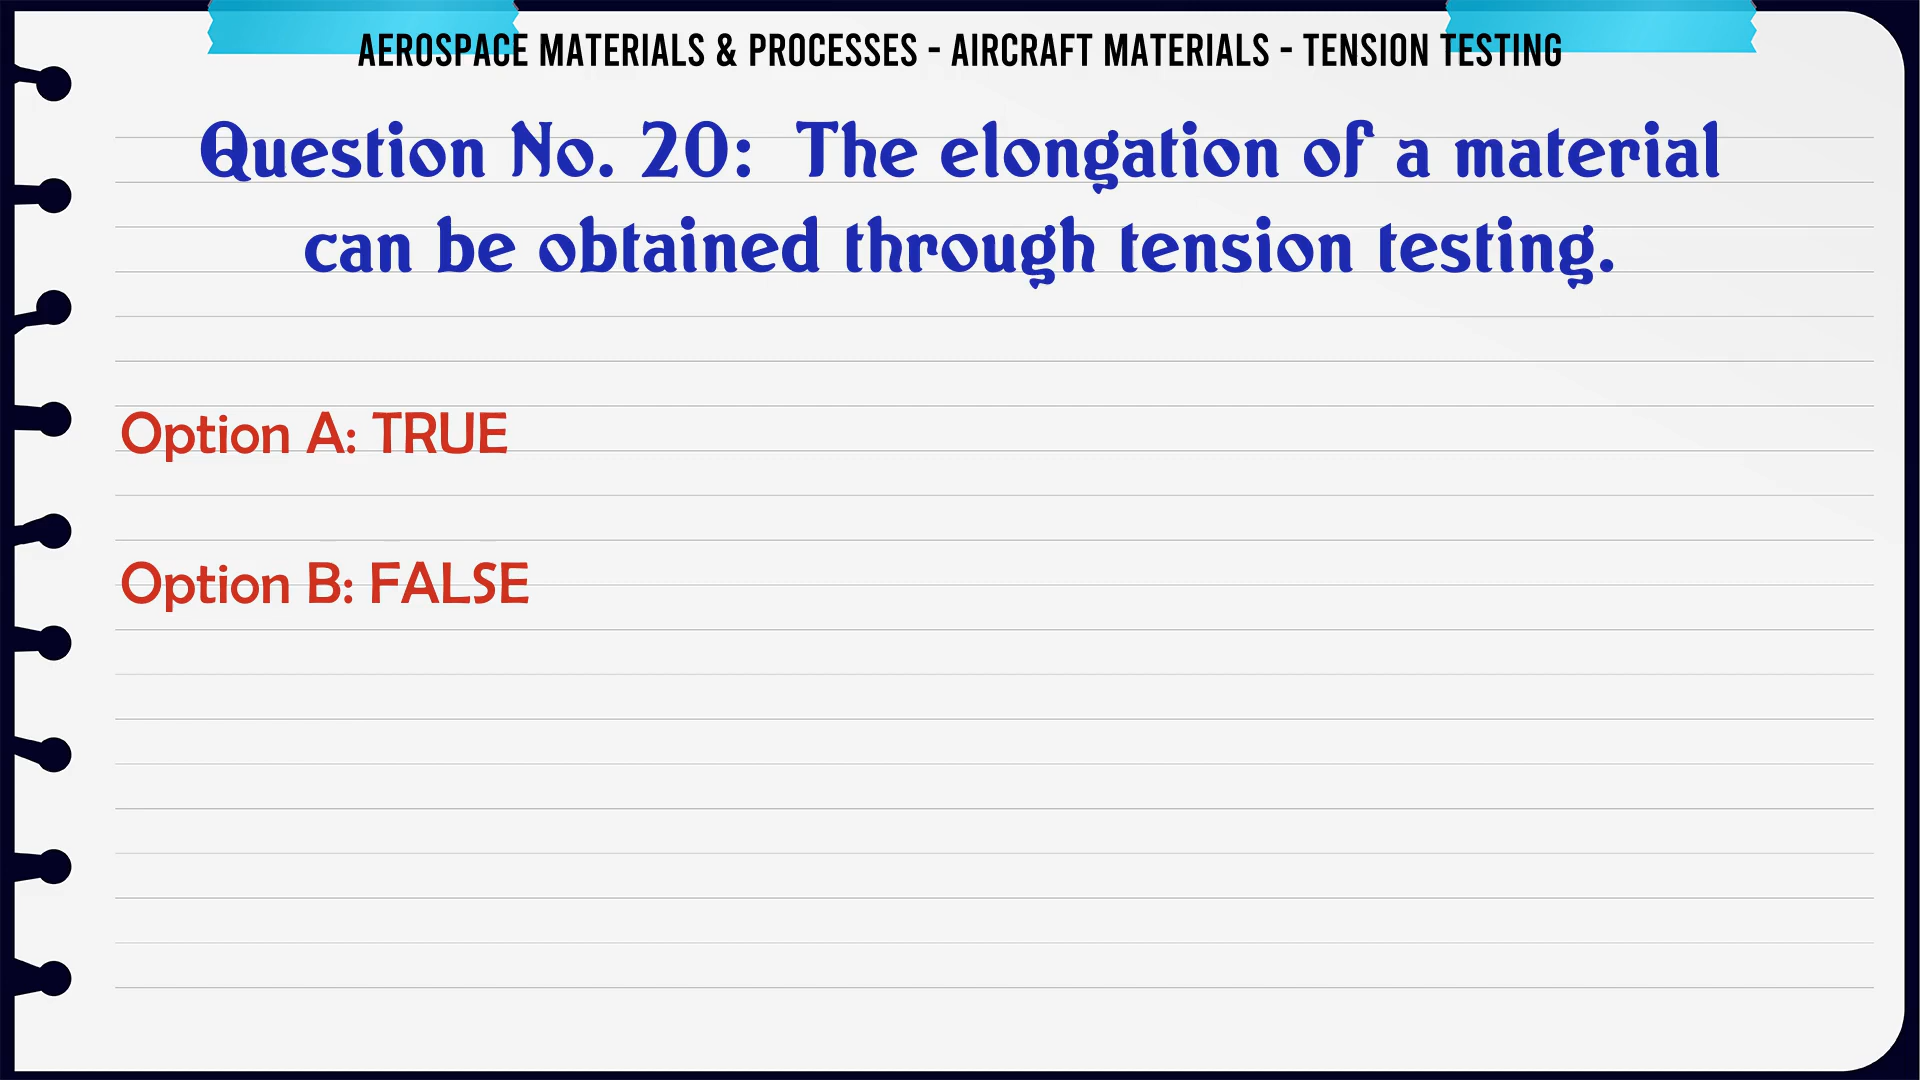 AEROSPACE MATERIALS & PROCESSES - AIRCRAFT MATERIALS - TENSION TESTING
Question No. 20: The elongation of a material
can be obtained through tension testing.
Option A: TRUE
Option B: FALSE